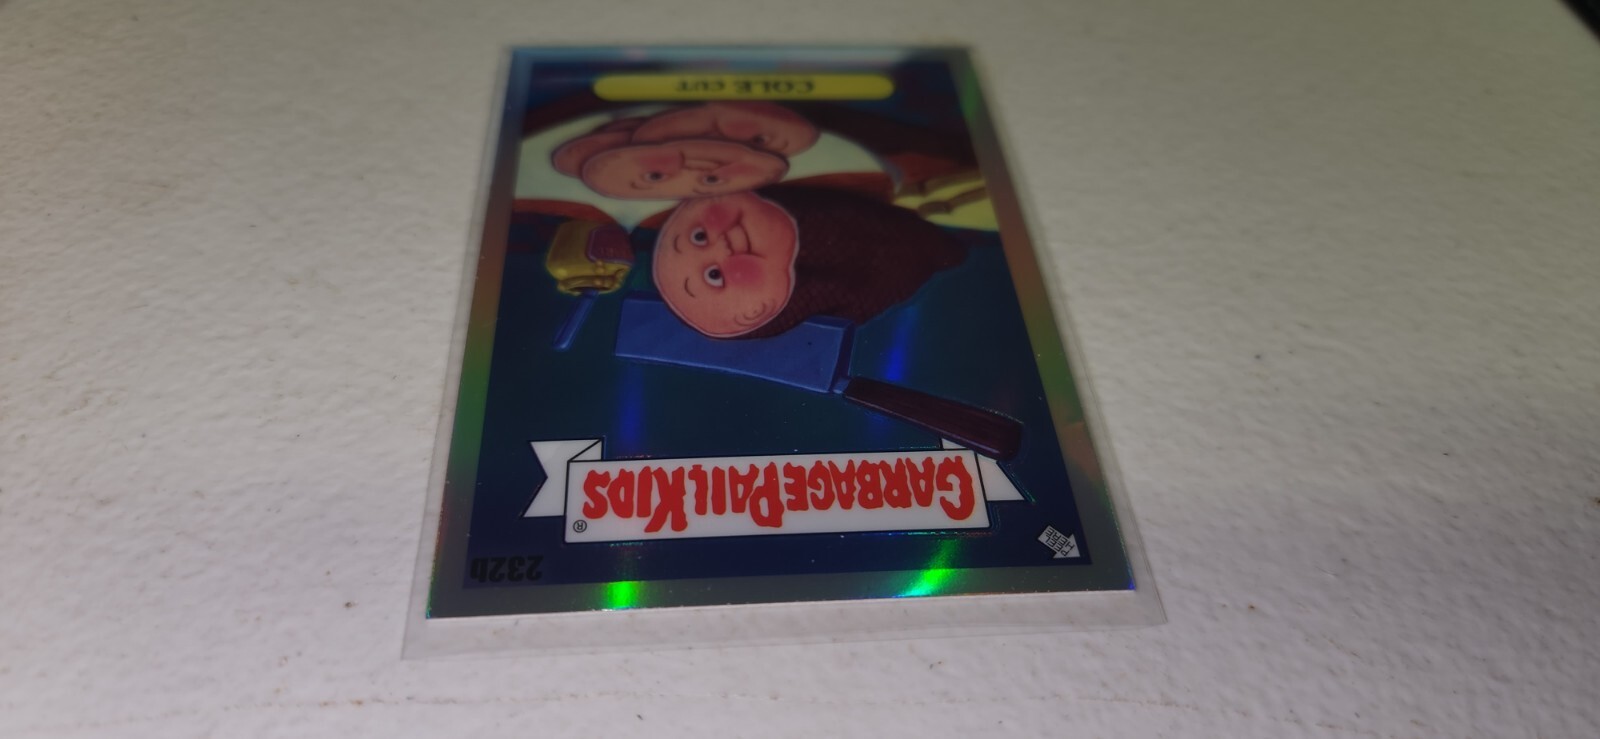 232b
GARBAGE PAIL KIDS®
COLE CUT